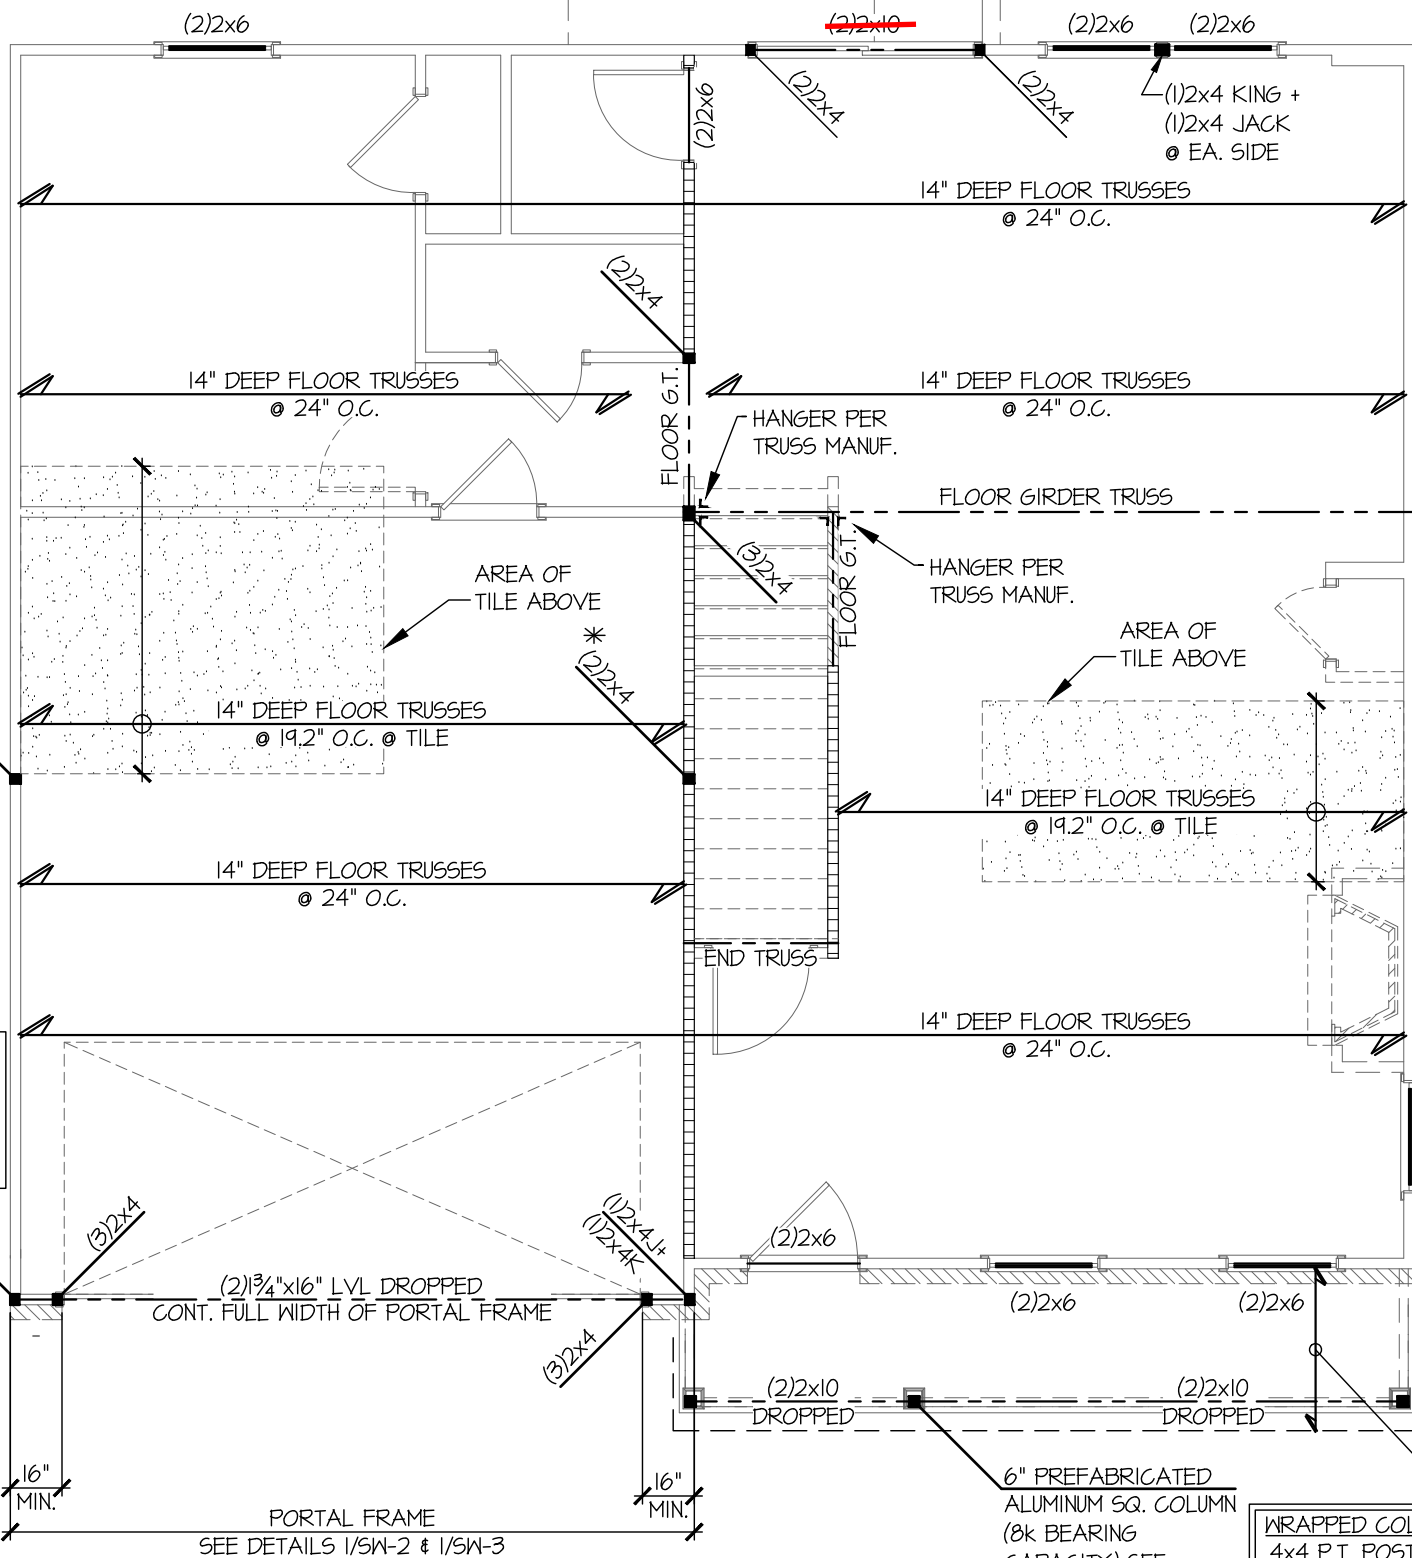 (2)2x6
(2)2x10
(2)2x6
(2)2x6
(2)2x6
(2)2x4
(2)2x4
(1)2x4 KING +
(1)2x4 JACK
@ EA. SIDE
14" DEEP FLOOR TRUSSES
@ 24" O.C.
(2)2x4
14" DEEP FLOOR TRUSSES
@ 24" O.C.
FLOOR G.T.
14" DEEP FLOOR TRUSSES
@ 24" O.C.
HANGER PER
TRUSS MANUF.
FLOOR GIRDER TRUSS
(3)2x4
FLOOR G.T.
HANGER PER
TRUSS MANUF.
AREA OF
TILE ABOVE
*
(2)2x4
AREA OF
TILE ABOVE
14" DEEP FLOOR TRUSSES
@ 19.2" O.C. @ TILE
14" DEEP FLOOR TRUSSES
@ 19.2" O.C. @ TILE
14" DEEP FLOOR TRUSSES
@ 24" O.C.
END TRUSS
14" DEEP FLOOR TRUSSES
@ 24" O.C.
(3)2x4
(1)2x4J+
(1)2x4K
(2)2x6
(2)1¾"x16" LVL DROPPED
CONT. FULL WIDTH OF PORTAL FRAME
(3)2x4
(2)2x6
(2)2x6
(2)2x10
DROPPED
(2)2x10
DROPPED
16"
MIN.
16"
MIN.
PORTAL FRAME
SEE DETAILS 1/SW-2 & 1/SW-3
6" PREFABRICATED
ALUMINUM SQ. COLUMN
(8k BEARING
CAPACITY) SEE
WRAPPED COL
4x4 P.T. POST